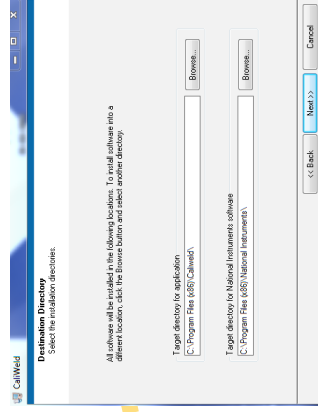 CaliWeld
Destination Directory
Select the installation directories.
All software will be installed in the following locations. To install software into a
different location, click the Browse button and select another directory.
Target directory for application
C:\Program Files (x86)\Caliweld\
Browse...
Target directory for National Instruments software
C:\Program Files (x86)\National Instruments\
Browse...
<< Back
Next >>
Cancel